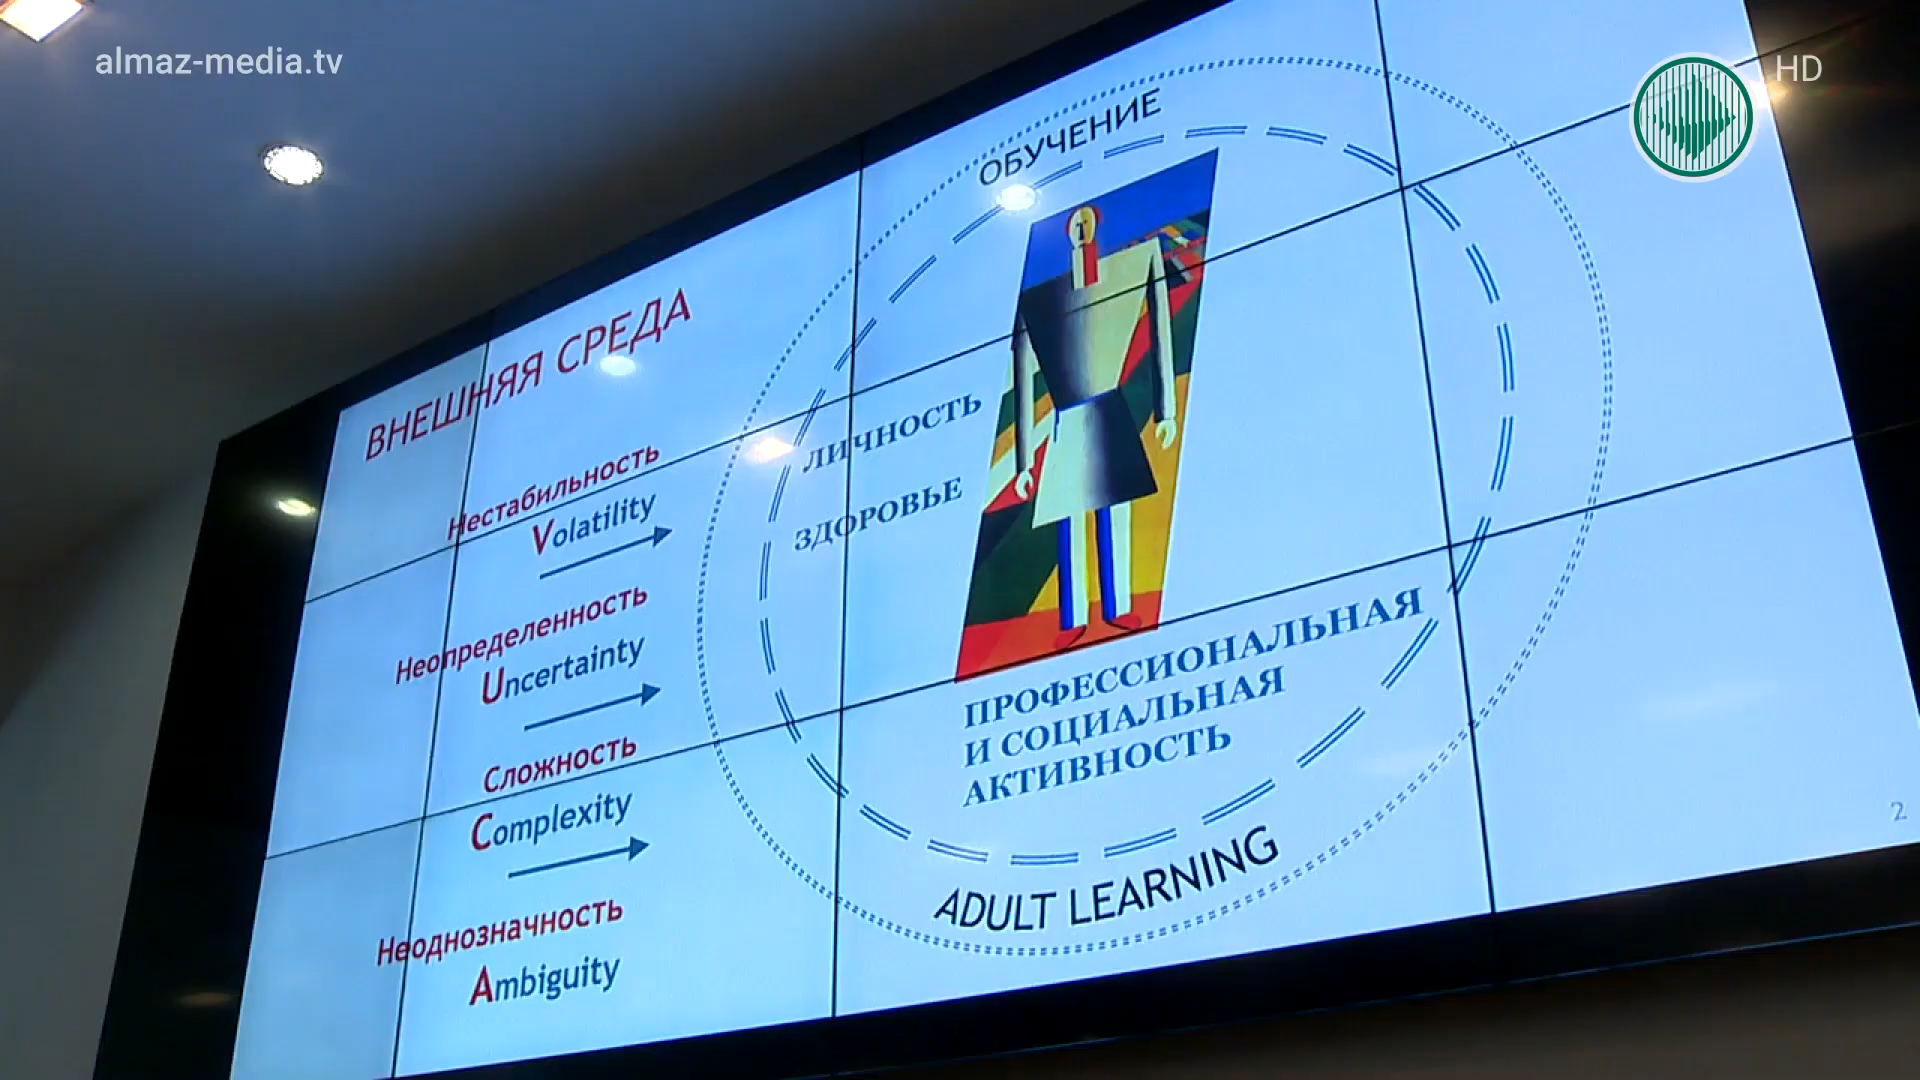 almaz-media.tv
HD
ВНЕШНЯЯ СРЕДА
Нестабильность
Volatility
Неопределенность
Uncertainty
Сложность
Complexity
Неоднозначность
Ambiguity
ОБУЧЕНИЕ
ЛИЧНОСТЬ
ЗДОРОВЬЕ
ПРОФЕССИОНАЛЬНАЯ
И СОЦИАЛЬНАЯ
АКТИВНОСТЬ
ADULT LEARNING
2